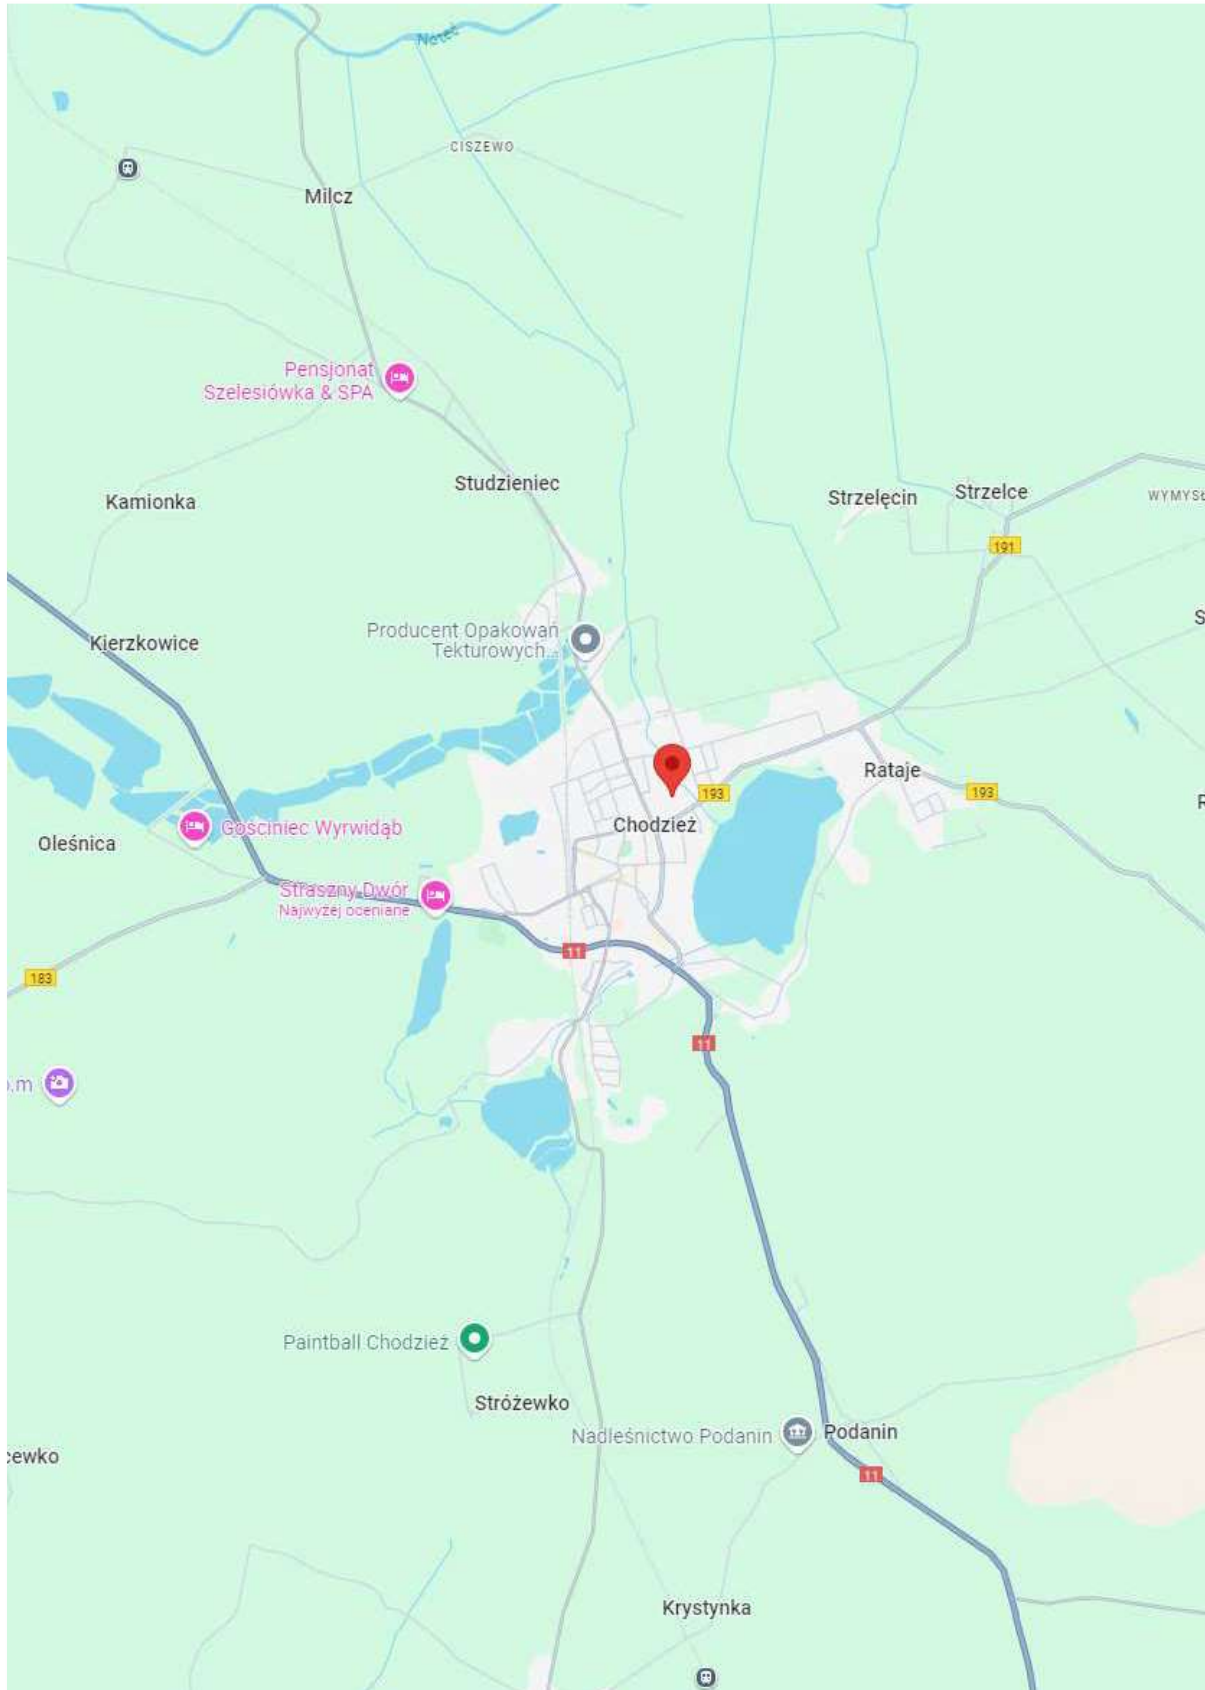 Noteć
CISZEWO
Milcz
Pensjonat
Szelesiówka & SPA
Studzieniec
Kamionka
Strzelęcin
Strzelce
191
Producent Opakowań
Tekturowych...
Kierzkowice
Rataje
193
193
Chodzież
Gościniec Wyrwidąb
Oleśnica
Straszny Dwór
Najwyżej oceniane
11
183
11
Paintball Chodzież
Stróżewko
Nadleśnictwo Podanin
Podanin
11
Krystynka